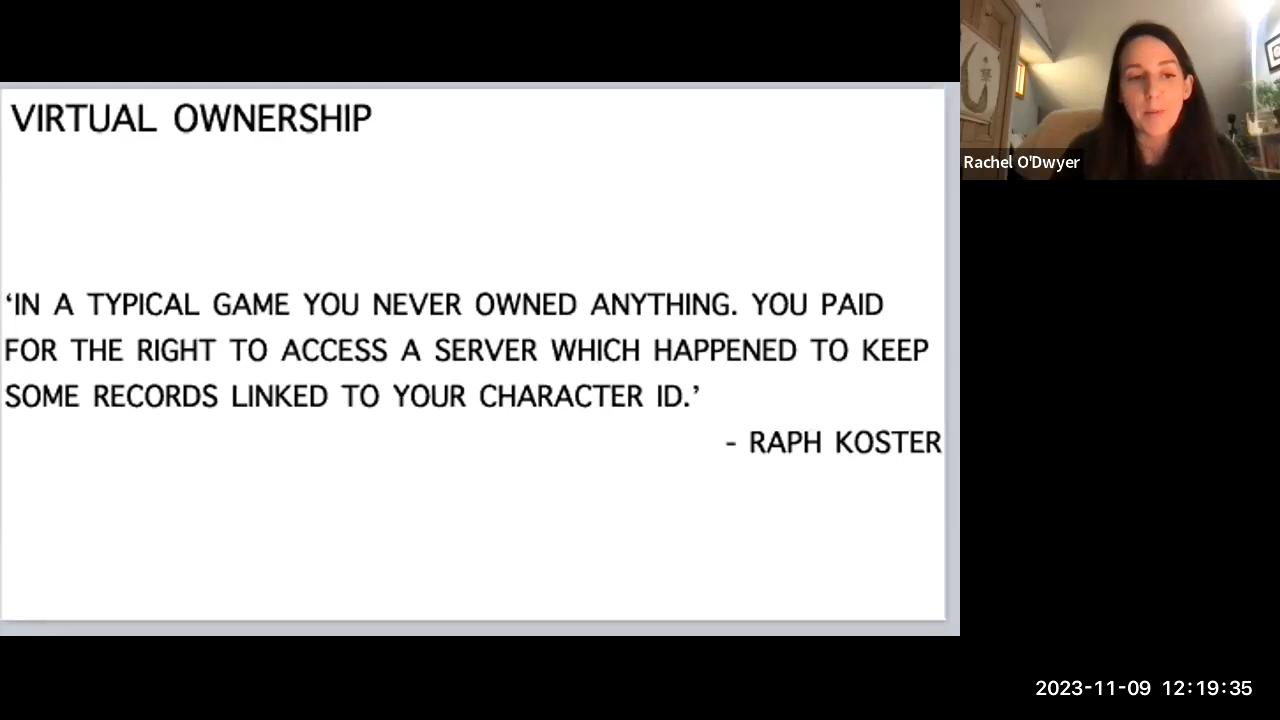 VIRTUAL OWNERSHIP
‘IN A TYPICAL GAME YOU NEVER OWNED ANYTHING. YOU PAID
FOR THE RIGHT TO ACCESS A SERVER WHICH HAPPENED TO KEEP
SOME RECORDS LINKED TO YOUR CHARACTER ID.’
- RAPH KOSTER
Rachel O'Dwyer
2023-11-09 12:19:35